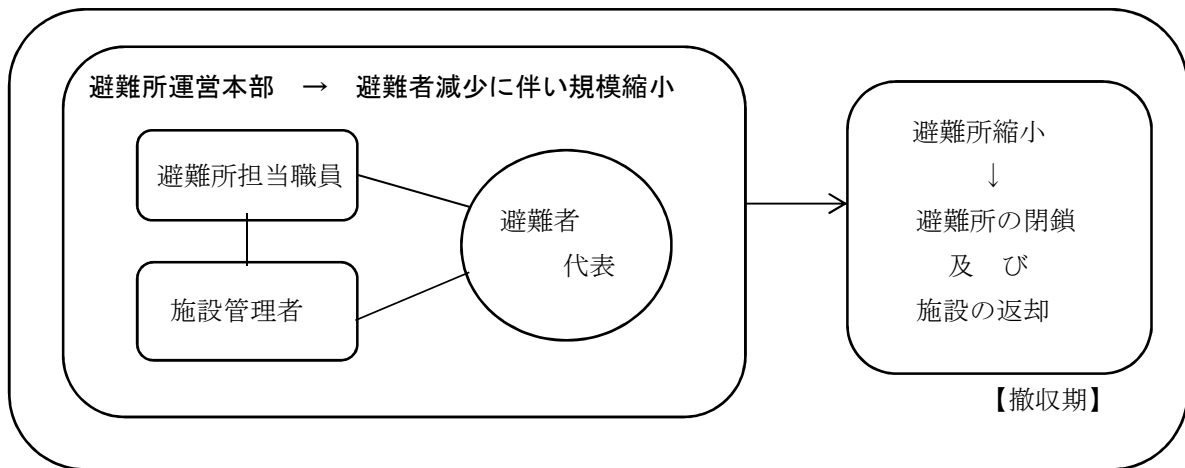 避難所運営本部　→　避難者減少に伴い規模縮小
避難所担当職員
施設管理者
避難者
代表
避難所縮小
↓
避難所の閉鎖
及　び
施設の返却
【撤収期】